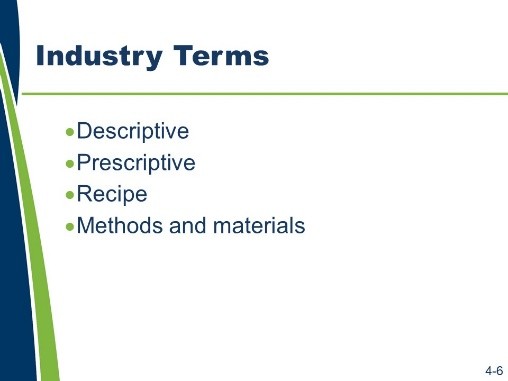 Industry Terms
•Descriptive
•Prescriptive
•Recipe
•Methods and materials
4-6